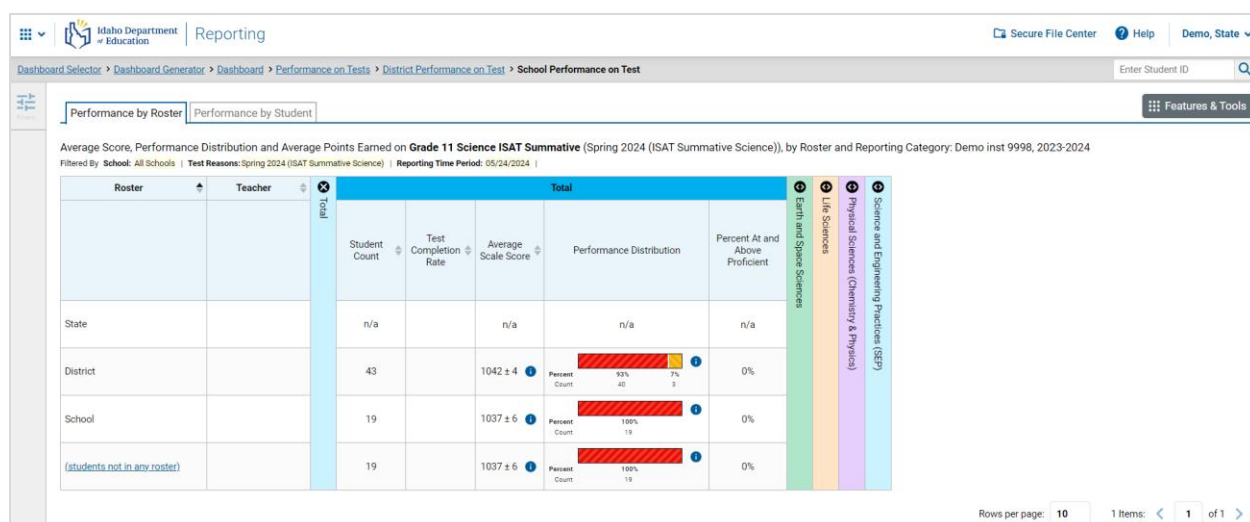 Idaho Department
of Education
Reporting
Secure File Center
Help
Demo, State
Dashboard Selector > Dashboard Generator > Dashboard > Performance on Tests > District Performance on Test > School Performance on Test
Enter Student ID
Performance by Roster
Performance by Student
Features & Tools
Average Score, Performance Distribution and Average Points Earned on Grade 11 Science ISAT Summative (Spring 2024 (ISAT Summative Science)), by Roster and Reporting Category: Demo inst 9998, 2023-2024
Filtered By School: All Schools | Test Reasons: Spring 2024 (ISAT Summative Science) | Reporting Time Period: 05/24/2024 |
Roster
Teacher
Total
Total
Student
Count
Test
Completion
Rate
Average
Scale Score
Performance Distribution
Percent At and
Above
Proficient
Earth and Space Sciences
Life Sciences
Physical Sciences (Chemistry & Physics)
Science and Engineering Practices (SEP)
State n/a n/a n/a n/a
District 43 1042 ± 4 0%
Percent 93% 7%
Count 40 3
School 19 1037 ± 6 0%
Percent 100%
Count 19
(students not in any roster) 19 1037 ± 6 0%
Percent 100%
Count 19
Rows per page: 10 1 Items: 1 of 1